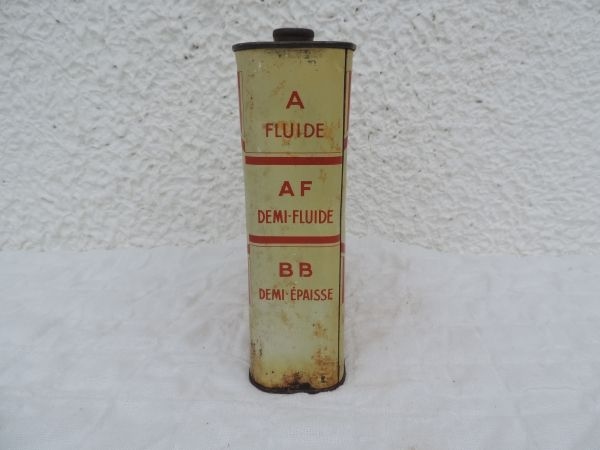 A
FLUIDE
AF
DEMI-FLUIDE
BB
DEMI-ÉPAISSE